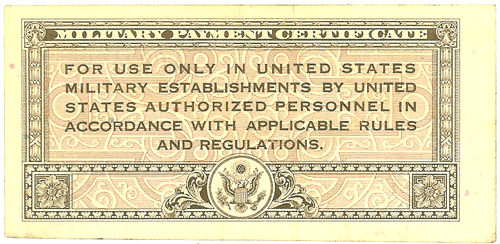 MILITARY PAYMENT CERTIFICATE
FOR USE ONLY IN UNITED STATES
MILITARY ESTABLISHMENTS BY UNITED
STATES AUTHORIZED PERSONNEL IN
ACCORDANCE WITH APPLICABLE RULES
AND REGULATIONS.